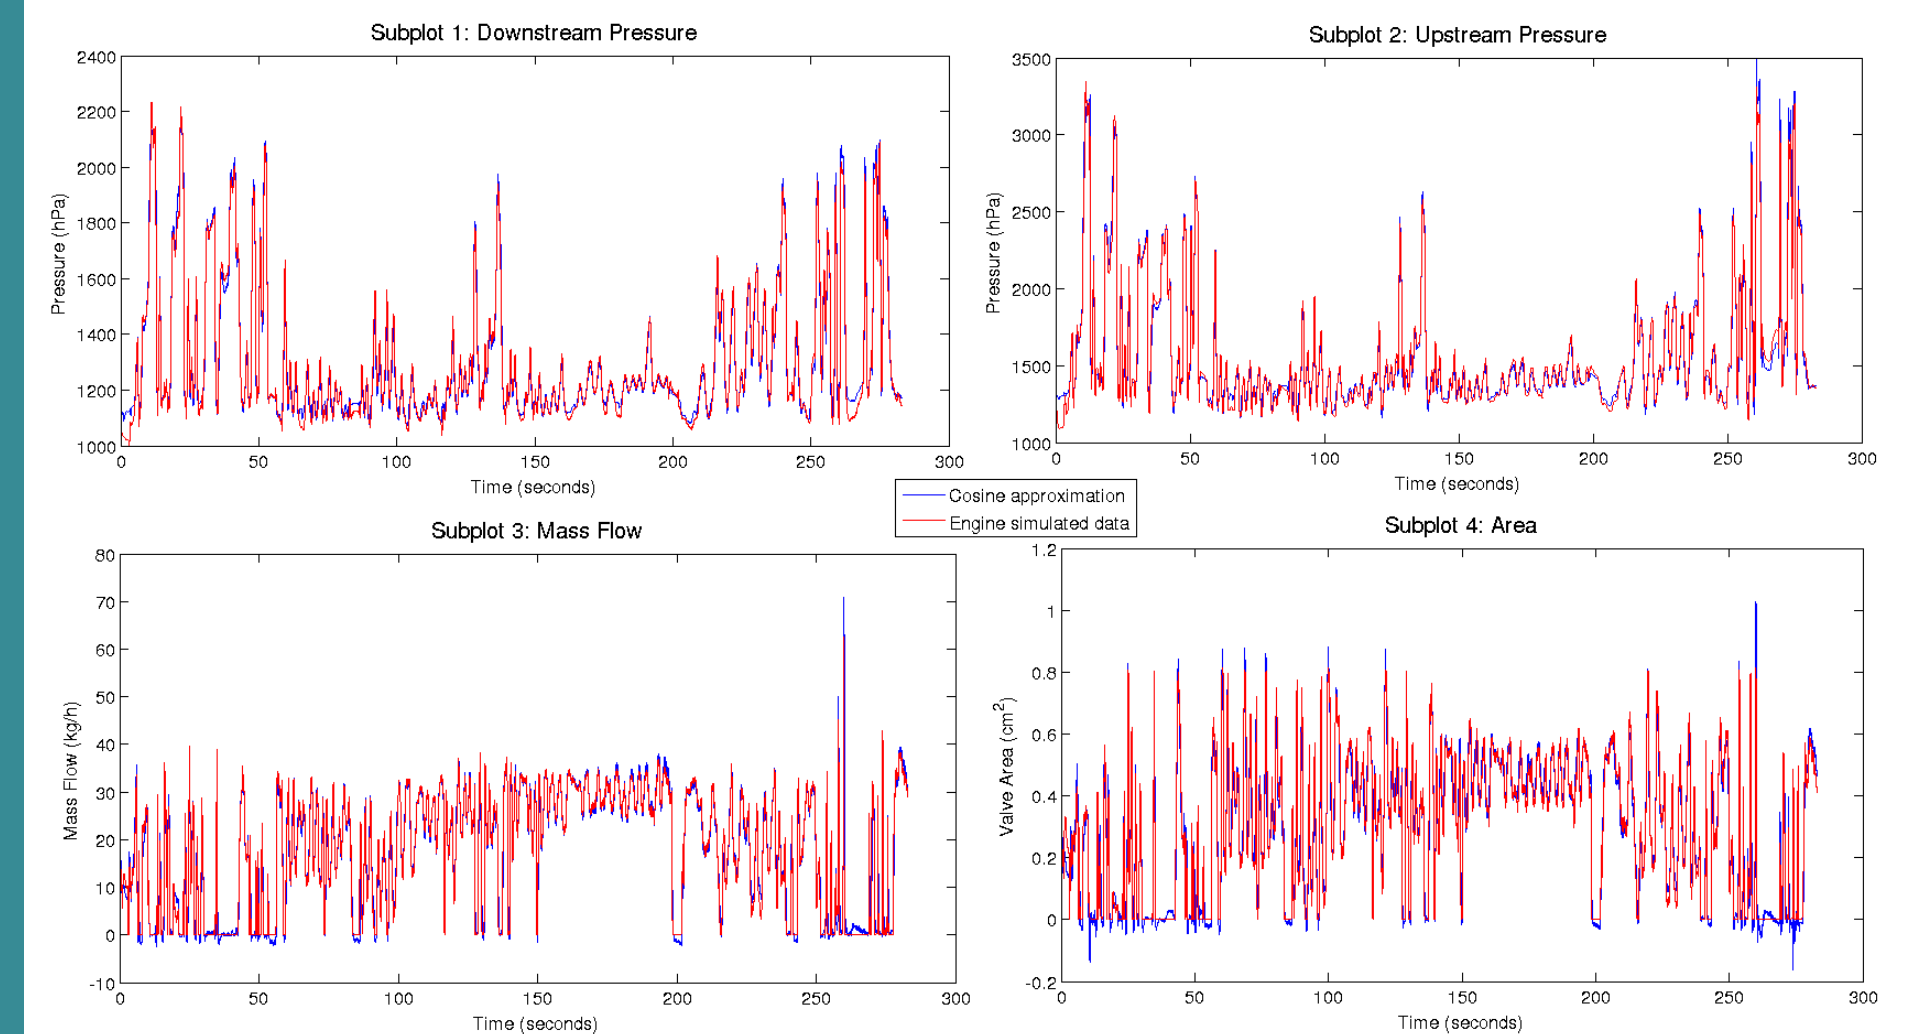 Subplot 1: Downstream Pressure
2400
2200
2000
1800
1600
1400
1200
1000
Pressure (hPa)
0 50 100 150 200 250 300
Time (seconds)
Subplot 2: Upstream Pressure
3500
3000
2500
2000
1500
1000
Pressure (hPa)
0 50 100 150 200 250 300
Time (seconds)
Cosine approximation
Engine simulated data
Subplot 3: Mass Flow
80
70
60
50
40
30
20
10
0
-10
Mass Flow (kg/h)
0 50 100 150 200 250 300
Time (seconds)
Subplot 4: Area
1.2
1
0.8
0.6
0.4
0.2
0
-0.2
Valve Area (cm²)
0 50 100 150 200 250 300
Time (seconds)